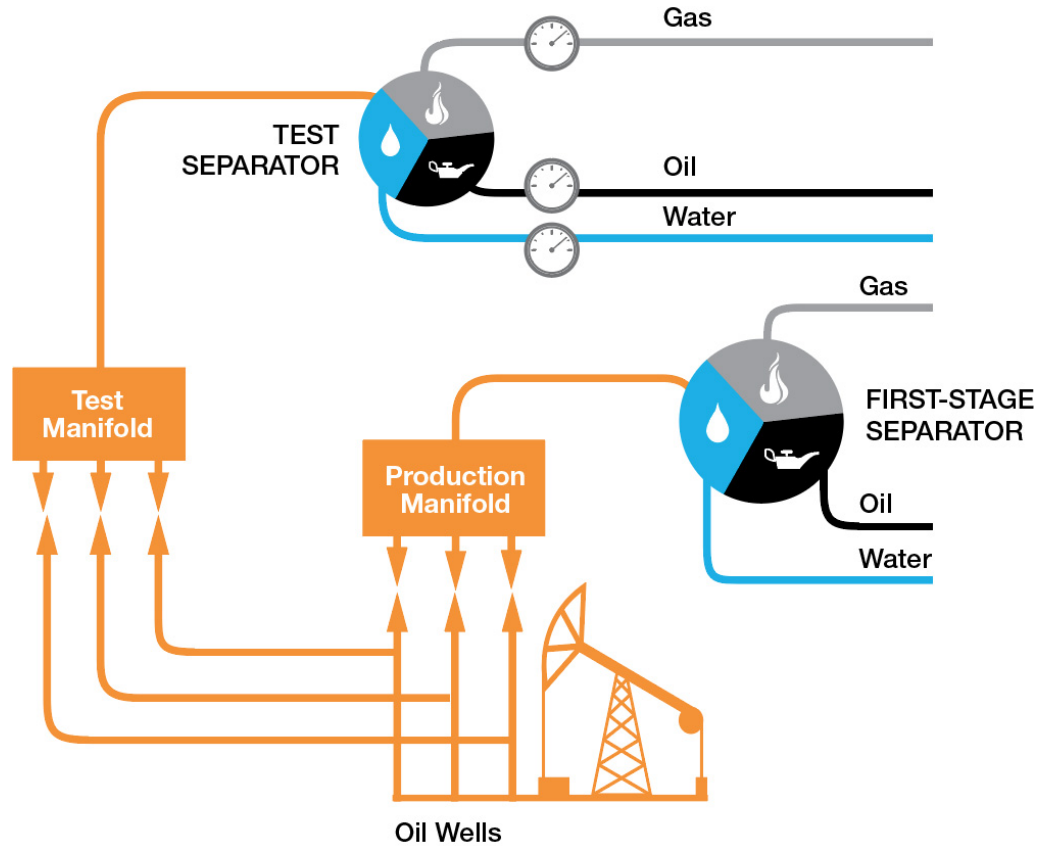 Gas
TEST
SEPARATOR
Oil
Water
Gas
Test
Manifold
FIRST-STAGE
SEPARATOR
Production
Manifold
Oil
Water
Oil Wells